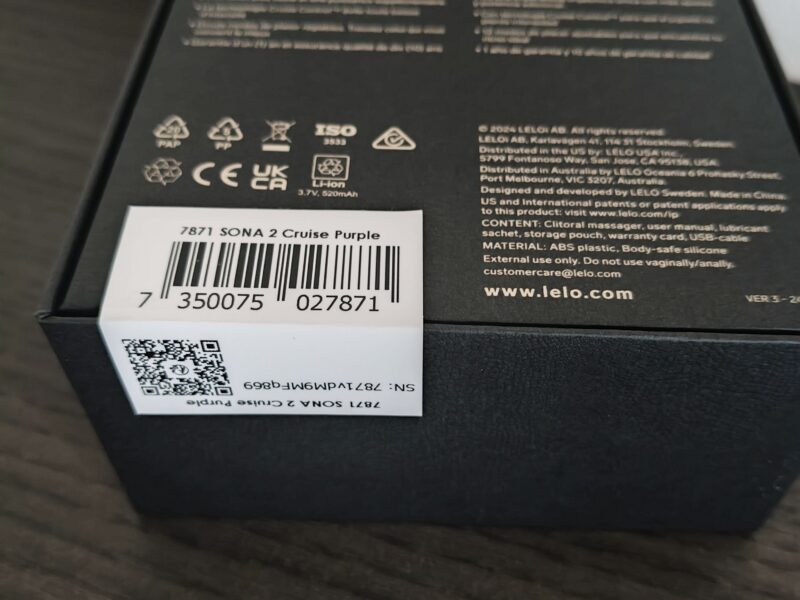 20
PAP
5
PP
ISO
3533
CE
UK
CA
Li-ion
3.7V, 520mAh
© 2024 LELOi AB. All rights reserved.
LELOi AB, Karlavägen 41, 114 31 Stockholm, Sweden
Distributed in the US by: LELO USA Inc.,
5799 Fontanoso Way, San Jose, CA 95138, USA
Distributed in Australia by LELO Oceania 6 Prohasky Street,
Port Melbourne, VIC 3207, Australia.
Designed and developed by LELO Sweden. Made in China.
US and International patents or patent applications apply
to this product: visit www.lelo.com/ip
CONTENT: Clitoral massager, user manual, lubricant
sachet, storage pouch, warranty card, USB-cable
MATERIAL: ABS plastic, Body-safe silicone
External use only. Do not use vaginally/anally.
customercare@lelo.com
www.lelo.com
VER 3 - 20
7871 SONA 2 Cruise Purple
7 350075 027871
7871 SONA 2 Cruise Purple
SN: 7871vdM9MFq869